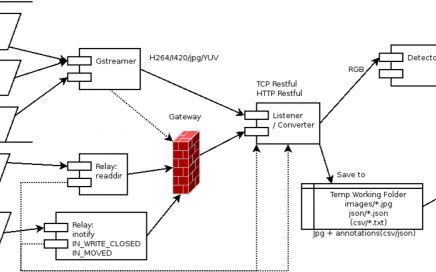 H264/I420/jpg/YUV
Gstreamer
RGB
Detecto
TCP Restful
HTTP Restful
Gateway
Listener
/ Converter
Relay:
readdir
Save to
Temp Working Folder
images/*.jpg
json/*.json
(csv/*.txt)
Jpg + annotations(csv/json)
Relay:
inotify
IN_WRITE_CLOSED
IN_MOVED